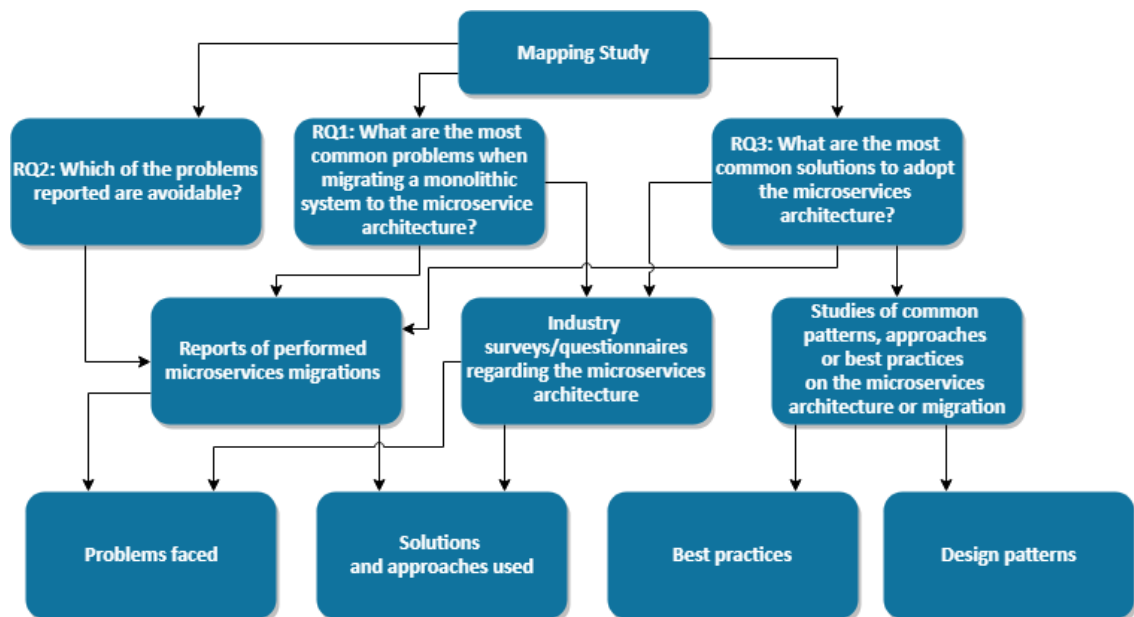 Mapping Study
RQ2: Which of the problems
reported are avoidable?
RQ1: What are the most
common problems when
migrating a monolithic
system to the microservice
architecture?
RQ3: What are the most
common solutions to adopt
the microservices
architecture?
Reports of performed
microservices migrations
Industry
surveys/questionnaires
regarding the microservices
architecture
Studies of common
patterns, approaches
or best practices
on the microservices
architecture or migration
Problems faced
Solutions
and approaches used
Best practices
Design patterns